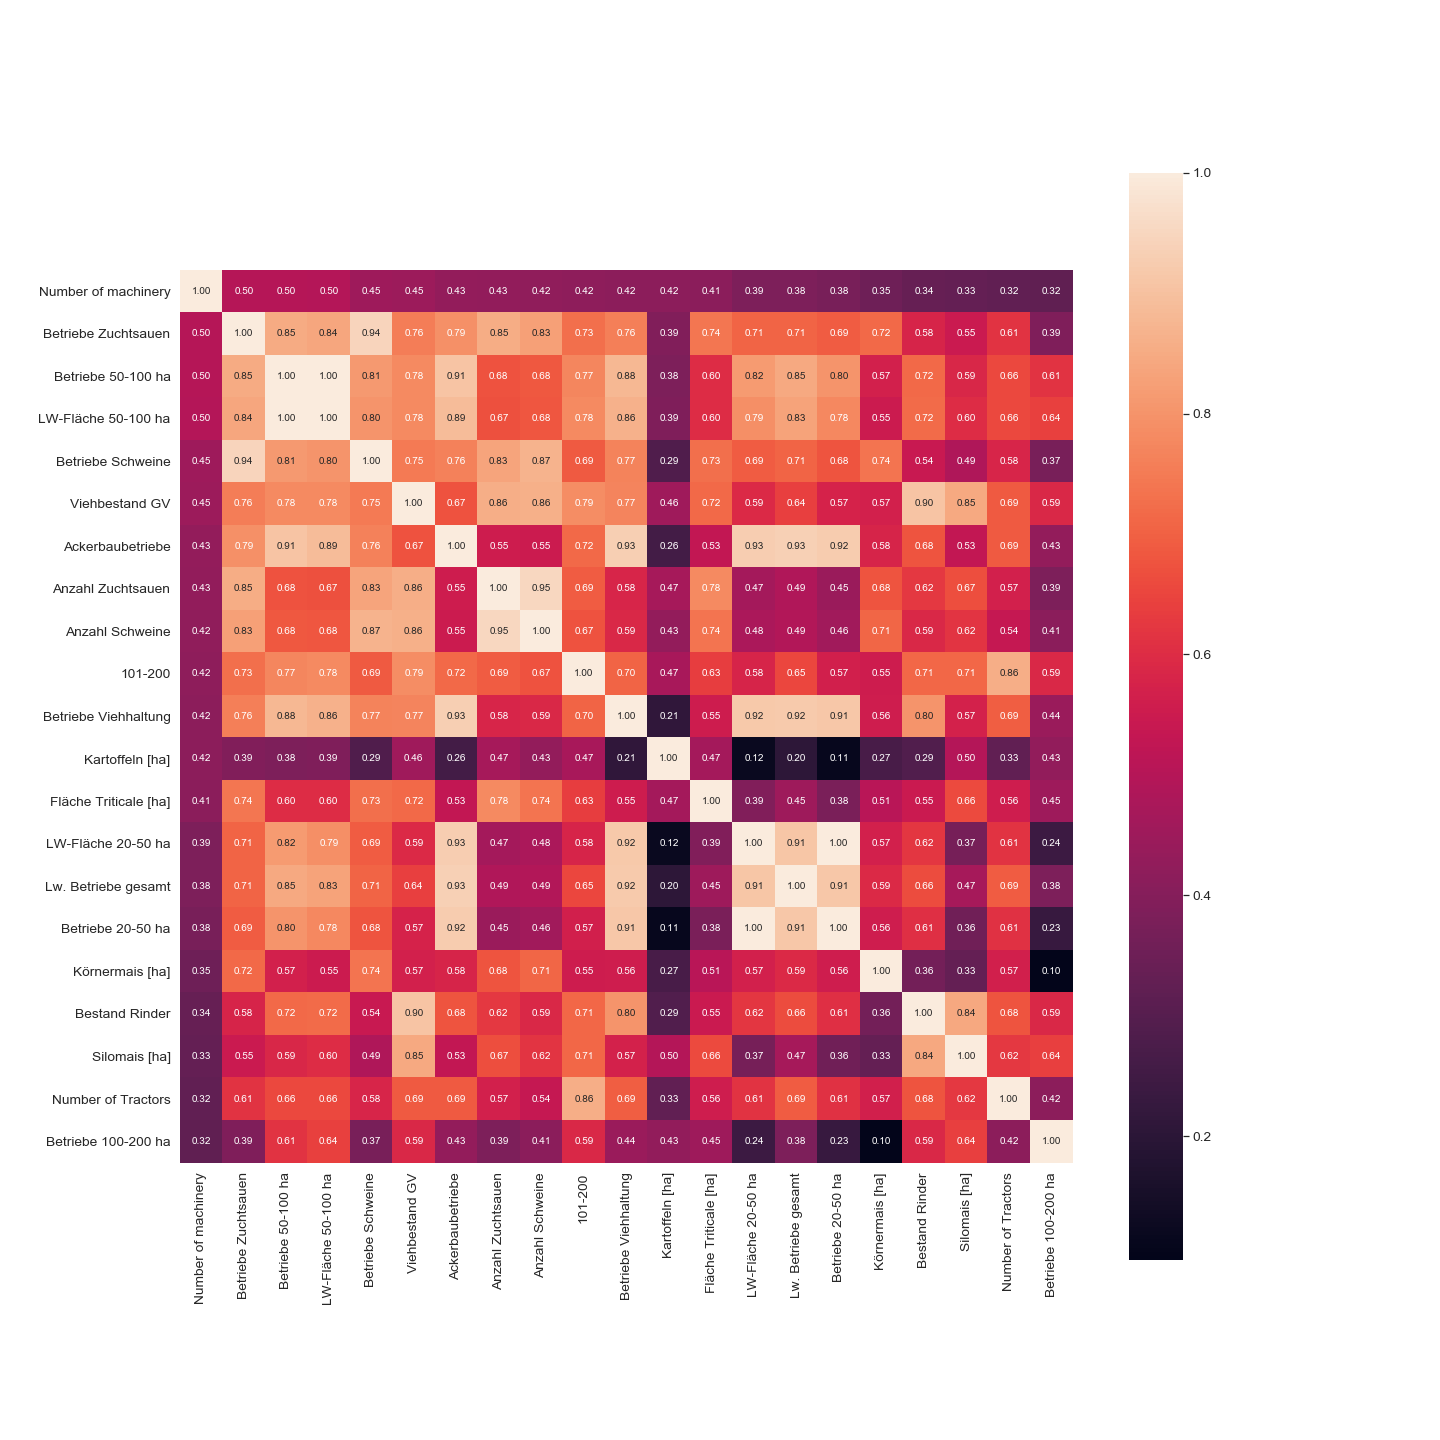 Number of machinery 1.00 0.50 0.50 0.50 0.45 0.45 0.43 0.43 0.42 0.42 0.42 0.42 0.41 0.39 0.38 0.38 0.35 0.34 0.33 0.32 0.32
Betriebe Zuchtsauen 0.50 1.00 0.85 0.84 0.94 0.76 0.79 0.85 0.83 0.73 0.76 0.39 0.74 0.71 0.71 0.69 0.72 0.58 0.55 0.61 0.39
Betriebe 50-100 ha 0.50 0.85 1.00 1.00 0.81 0.78 0.91 0.68 0.68 0.77 0.88 0.38 0.60 0.82 0.85 0.80 0.57 0.72 0.59 0.66 0.61
LW-Fläche 50-100 ha 0.50 0.84 1.00 1.00 0.80 0.78 0.89 0.67 0.68 0.78 0.86 0.39 0.60 0.79 0.83 0.78 0.55 0.72 0.60 0.66 0.64
Betriebe Schweine 0.45 0.94 0.81 0.80 1.00 0.75 0.76 0.83 0.87 0.69 0.77 0.29 0.73 0.69 0.71 0.68 0.74 0.54 0.49 0.58 0.37
Viehbestand GV 0.45 0.76 0.78 0.78 0.75 1.00 0.67 0.86 0.86 0.79 0.77 0.46 0.72 0.59 0.64 0.57 0.57 0.90 0.85 0.69 0.59
Ackerbaubetriebe 0.43 0.79 0.91 0.89 0.76 0.67 1.00 0.55 0.55 0.72 0.93 0.26 0.53 0.93 0.93 0.92 0.58 0.68 0.53 0.69 0.43
Anzahl Zuchtsauen 0.43 0.85 0.68 0.67 0.83 0.86 0.55 1.00 0.95 0.69 0.58 0.47 0.78 0.47 0.49 0.45 0.68 0.62 0.67 0.57 0.39
Anzahl Schweine 0.42 0.83 0.68 0.68 0.87 0.86 0.55 0.95 1.00 0.67 0.59 0.43 0.74 0.48 0.49 0.46 0.71 0.59 0.62 0.54 0.41
101-200 0.42 0.73 0.77 0.78 0.69 0.79 0.72 0.69 0.67 1.00 0.70 0.47 0.63 0.58 0.65 0.57 0.55 0.71 0.71 0.86 0.59
Betriebe Viehhaltung 0.42 0.76 0.88 0.86 0.77 0.77 0.93 0.58 0.59 0.70 1.00 0.21 0.55 0.92 0.92 0.91 0.56 0.80 0.57 0.69 0.44
Kartoffeln [ha] 0.42 0.39 0.38 0.39 0.29 0.46 0.26 0.47 0.43 0.47 0.21 1.00 0.47 0.12 0.20 0.11 0.27 0.29 0.50 0.33 0.43
Fläche Triticale [ha] 0.41 0.74 0.60 0.60 0.73 0.72 0.53 0.78 0.74 0.63 0.55 0.47 1.00 0.39 0.45 0.38 0.51 0.55 0.66 0.56 0.45
LW-Fläche 20-50 ha 0.39 0.71 0.82 0.79 0.69 0.59 0.93 0.47 0.48 0.58 0.92 0.12 0.39 1.00 0.91 1.00 0.57 0.62 0.37 0.61 0.24
Lw. Betriebe gesamt 0.38 0.71 0.85 0.83 0.71 0.64 0.93 0.49 0.49 0.65 0.92 0.20 0.45 0.91 1.00 0.91 0.59 0.66 0.47 0.69 0.38
Betriebe 20-50 ha 0.38 0.69 0.80 0.78 0.68 0.57 0.92 0.45 0.46 0.57 0.91 0.11 0.38 1.00 0.91 1.00 0.56 0.61 0.36 0.61 0.23
Körnermais [ha] 0.35 0.72 0.57 0.55 0.74 0.57 0.58 0.68 0.71 0.55 0.56 0.27 0.51 0.57 0.59 0.56 1.00 0.36 0.33 0.57 0.10
Bestand Rinder 0.34 0.58 0.72 0.72 0.54 0.90 0.68 0.62 0.59 0.71 0.80 0.29 0.55 0.62 0.66 0.61 0.36 1.00 0.84 0.68 0.59
Silomais [ha] 0.33 0.55 0.59 0.60 0.49 0.85 0.53 0.67 0.62 0.71 0.57 0.50 0.66 0.37 0.47 0.36 0.33 0.84 1.00 0.62 0.64
Number of Tractors 0.32 0.61 0.66 0.66 0.58 0.69 0.69 0.57 0.54 0.86 0.69 0.33 0.56 0.61 0.69 0.61 0.57 0.68 0.62 1.00 0.42
Betriebe 100-200 ha 0.32 0.39 0.61 0.64 0.37 0.59 0.43 0.39 0.41 0.59 0.44 0.43 0.45 0.24 0.38 0.23 0.10 0.59 0.64 0.42 1.00
Number of machinery
Betriebe Zuchtsauen
Betriebe 50-100 ha
LW-Fläche 50-100 ha
Betriebe Schweine
Viehbestand GV
Ackerbaubetriebe
Anzahl Zuchtsauen
Anzahl Schweine
101-200
Betriebe Viehhaltung
Kartoffeln [ha]
Fläche Triticale [ha]
LW-Fläche 20-50 ha
Lw. Betriebe gesamt
Betriebe 20-50 ha
Körnermais [ha]
Bestand Rinder
Silomais [ha]
Number of Tractors
Betriebe 100-200 ha
1.0
0.8
0.6
0.4
0.2